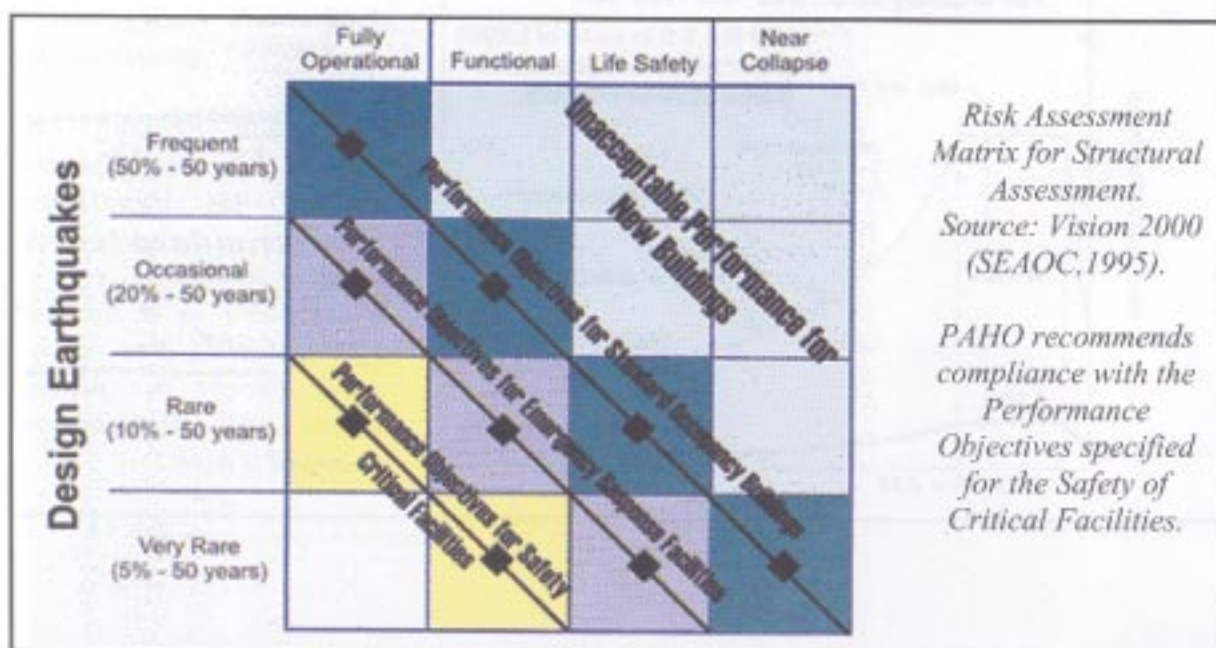 Fully
Operational
Functional
Life Safety
Near
Collapse
Design Earthquakes
Frequent
(50% - 50 years)
Occasional
(20% - 50 years)
Rare
(10% - 50 years)
Very Rare
(5% - 50 years)
Unacceptable Performance for
New Buildings
Performance Objectives for Standard Occupancy Buildings
Performance Objectives for Emergency Response Facilities
Performance Objectives for Safety
Critical Facilities
Risk Assessment
Matrix for Structural
Assessment.
Source: Vision 2000
(SEAOC,1995).
PAHO recommends
compliance with the
Performance
Objectives specified
for the Safety of
Critical Facilities.